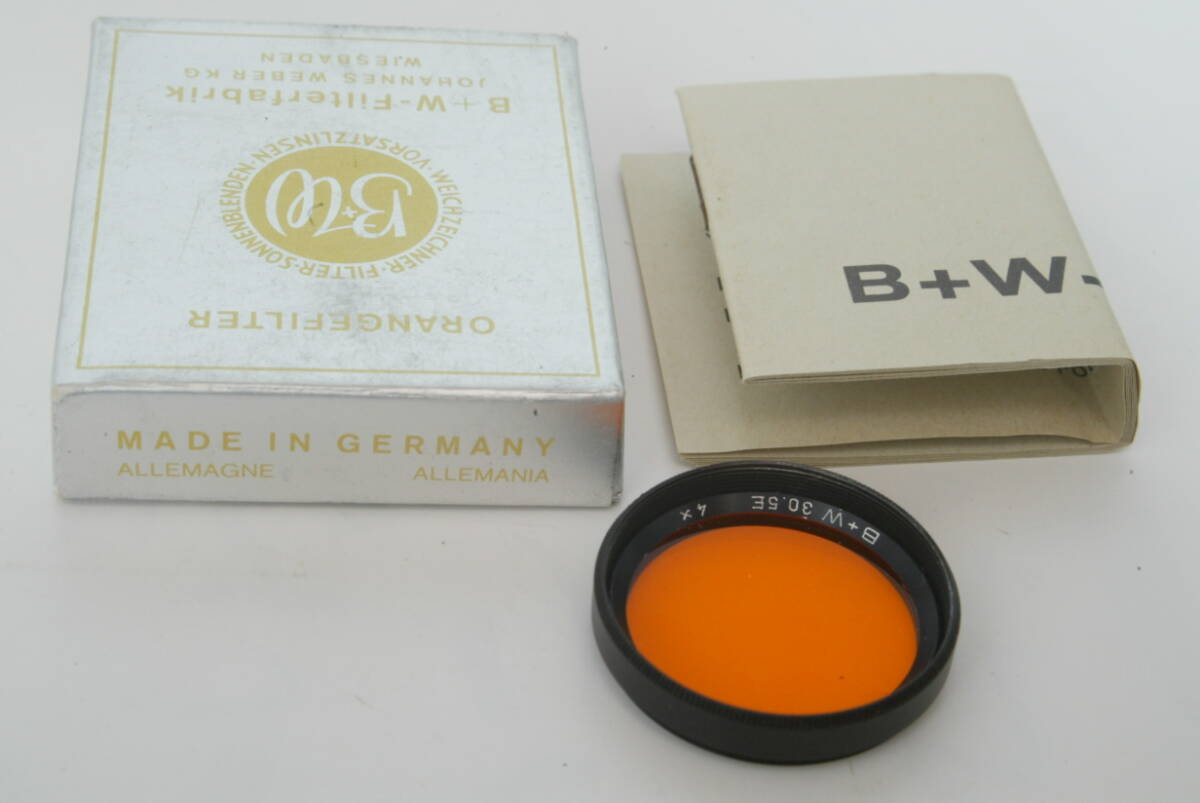 ORANGEFILTER
WEICHZEICHNER·FILTER·SONNENBLENDEN·VORSATZLINSEN·
B+W
B+W-Filterfabrik
JOHANNES WEBER KG
WIESBADEN
MADE IN GERMANY
ALLEMAGNE ALLEMANIA
B+W-
B+W 30.5E 4x